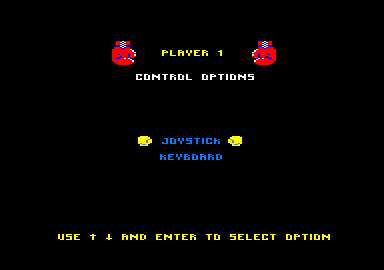 PLAYER 1
CONTROL OPTIONS
JOYSTICK
KEYBOARD
USE ↑ ↓ AND ENTER TO SELECT OPTION